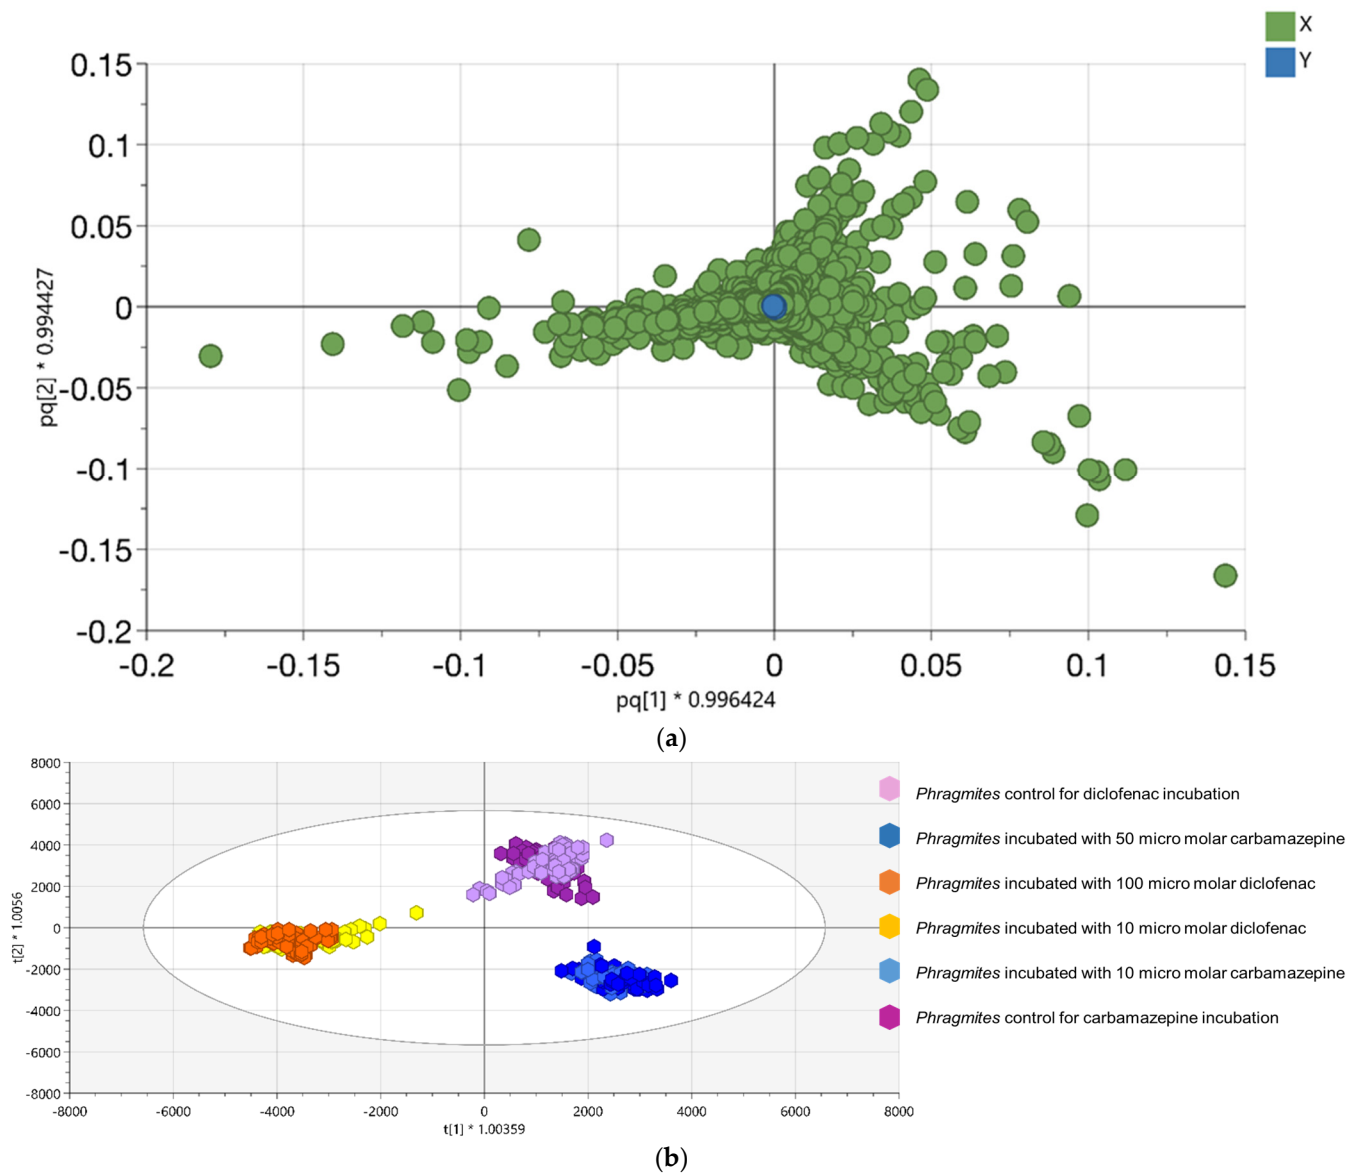 X
Y
0.15
0.1
0.05
0
-0.05
-0.1
-0.15
-0.2
pq[2] * 0.994427
-0.2 -0.15 -0.1 -0.05 0 0.05 0.1 0.15
pq[1] * 0.996424
(a)
8000
6000
4000
2000
0
-2000
-4000
-6000
-8000
t[2] * 1.0056
-8000 -6000 -4000 -2000 0 2000 4000 6000 8000
t[1] * 1.00359
Phragmites control for diclofenac incubation
Phragmites incubated with 50 micro molar carbamazepine
Phragmites incubated with 100 micro molar diclofenac
Phragmites incubated with 10 micro molar diclofenac
Phragmites incubated with 10 micro molar carbamazepine
Phragmites control for carbamazepine incubation
(b)